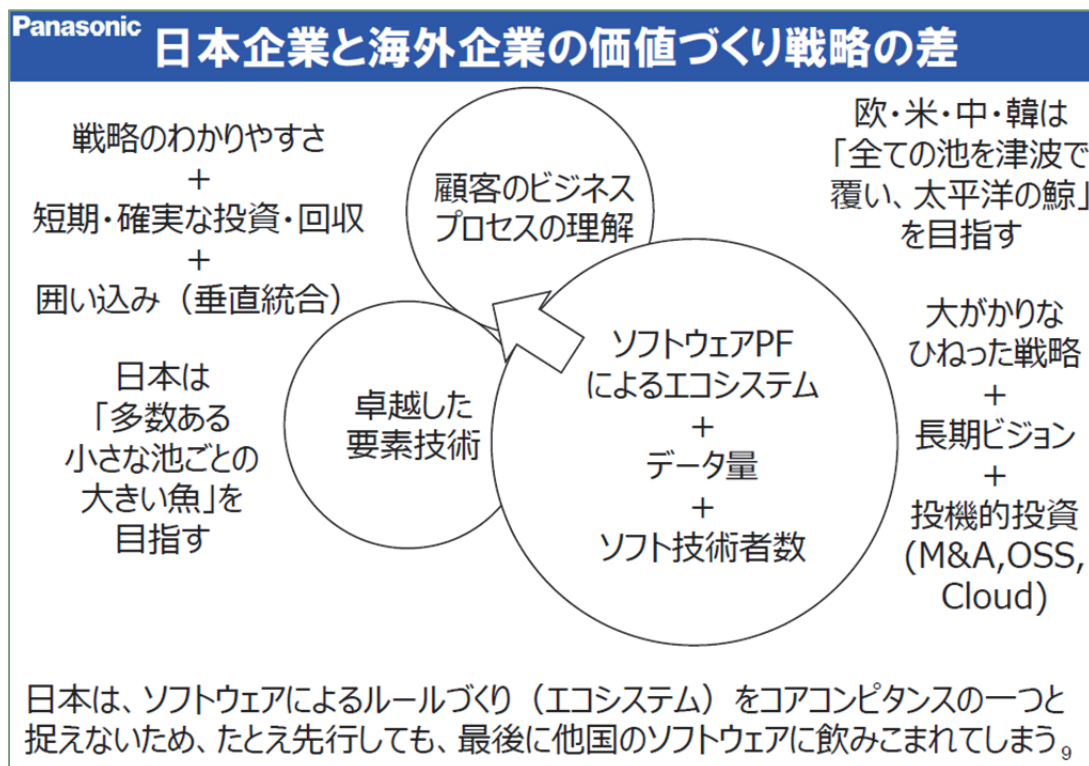 Panasonic
日本企業と海外企業の価値づくり戦略の差
戦略のわかりやすさ
+
短期・確実な投資・回収
+
囲い込み（垂直統合）
日本は
「多数ある
小さな池ごとの
大きい魚」を
目指す
顧客のビジネス
プロセスの理解
卓越した
要素技術
ソフトウェアPF
によるエコシステム
+
データ量
+
ソフト技術者数
欧・米・中・韓は
「全ての池を津波で
覆い、太平洋の鯨」
を目指す
大がかりな
ひねった戦略
+
長期ビジョン
+
投機的投資
(M&A,OSS,
Cloud)
日本は、ソフトウェアによるルールづくり（エコシステム）をコアコンピタンスの一つと
捉えないため、たとえ先行しても、最後に他国のソフトウェアに飲みこまれてしまう。
9